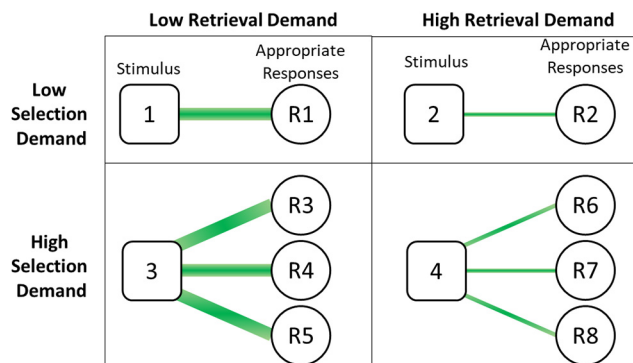 Low Retrieval Demand
High Retrieval Demand
Low
Selection
Demand
Stimulus
Appropriate
Responses
1
R1
Stimulus
Appropriate
Responses
2
R2
High
Selection
Demand
3
R3
R4
R5
4
R6
R7
R8